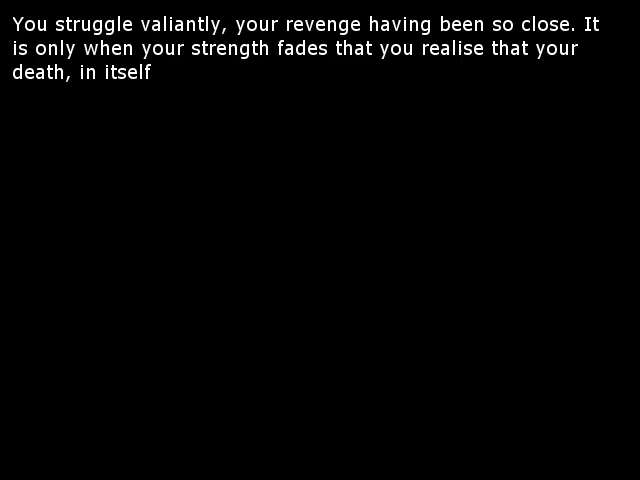 You struggle valiantly, your revenge having been so close. It
is only when your strength fades that you realise that your
death, in itself